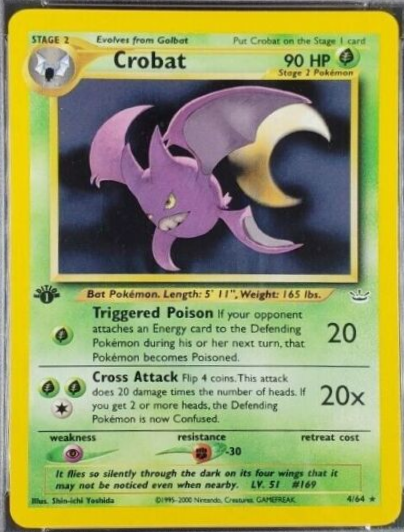 STAGE 2 Evolves from Golbat Put Crobat on the Stage 1 card
Crobat 90 HP
Stage 2 Pokémon
EDITION
1
Bat Pokémon. Length: 5' 11", Weight: 165 lbs.
Triggered Poison If your opponent
attaches an Energy card to the Defending
Pokémon during his or her next turn, that
Pokémon becomes Poisoned.
20
Cross Attack Flip 4 coins. This attack
does 20 damage times the number of heads. If
you get 2 or more heads, the Defending
Pokémon is now Confused.
20x
weakness resistance retreat cost
-30
It flies so silently through the dark on its four wings that it
may not be noticed even when nearby. LV. 51 #169
Illus. Shin-ichi Yoshida ©1995-2000 Nintendo, Creatures, GAMEFREAK. 4/64 ★